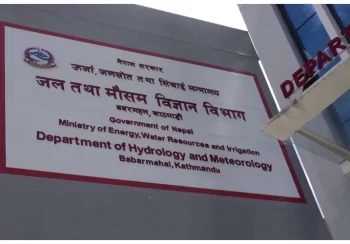 नेपाल सरकार
ऊर्जा, जलस्रोत तथा सिंचाई मन्त्रालय
जल तथा मौसम विज्ञान विभाग
बबरमहल, काठमाडौं
Government of Nepal
Ministry of Energy, Water Resources and Irrigation
Department of Hydrology and Meteorology
Babarmahal, Kathmandu
DEPART